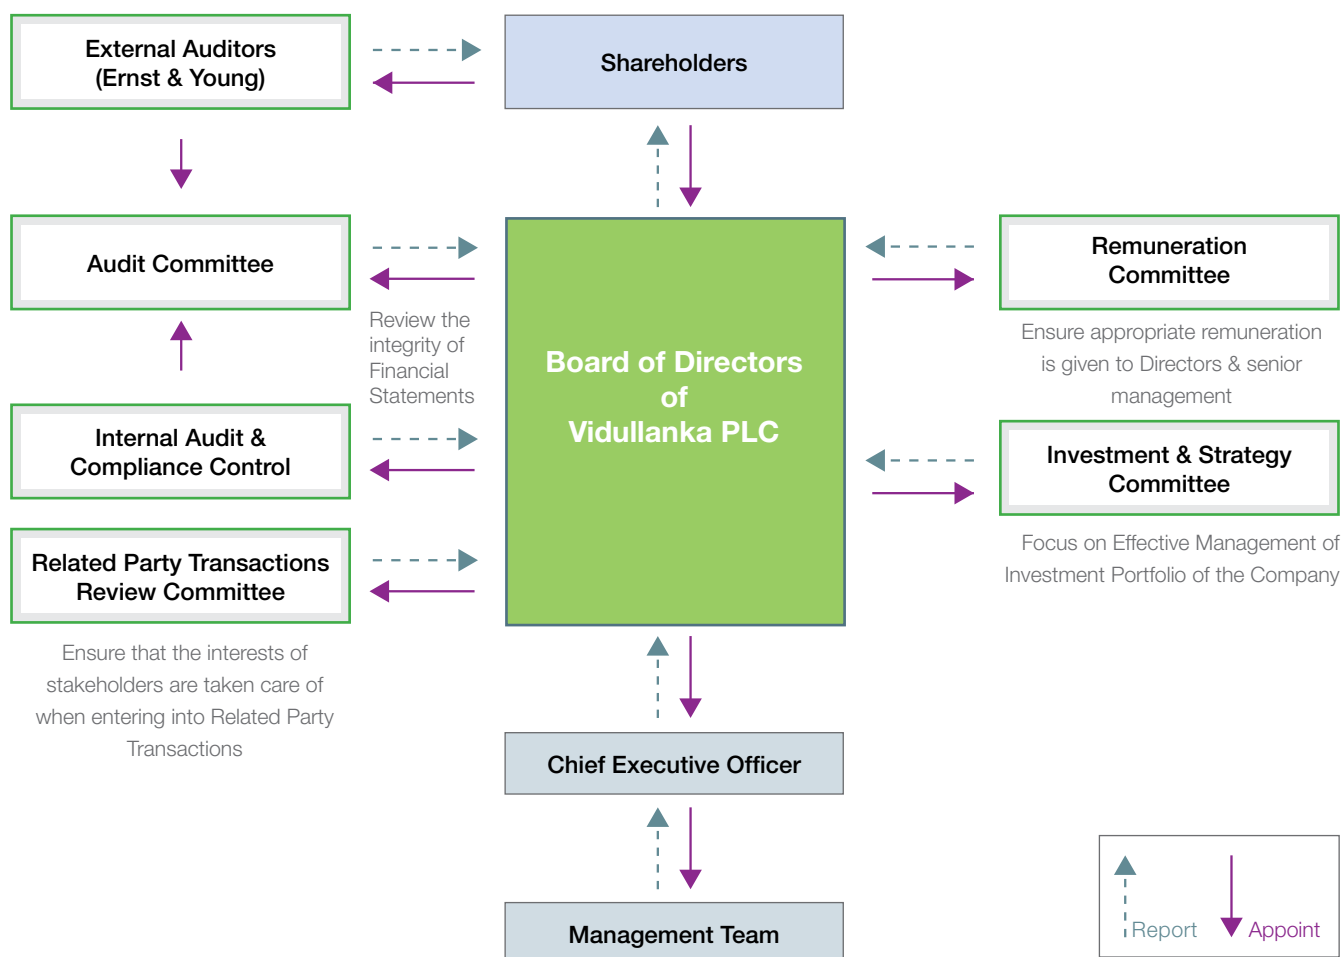 External Auditors
(Ernst & Young)
Shareholders
Audit Committee
Review the
integrity of
Financial
Statements
Internal Audit &
Compliance Control
Related Party Transactions
Review Committee
Ensure that the interests of
stakeholders are taken care of
when entering into Related Party
Transactions
Board of Directors
of
Vidullanka PLC
Remuneration
Committee
Ensure appropriate remuneration
is given to Directors & senior
management
Investment & Strategy
Committee
Focus on Effective Management of
Investment Portfolio of the Company
Chief Executive Officer
Management Team
Report
Appoint